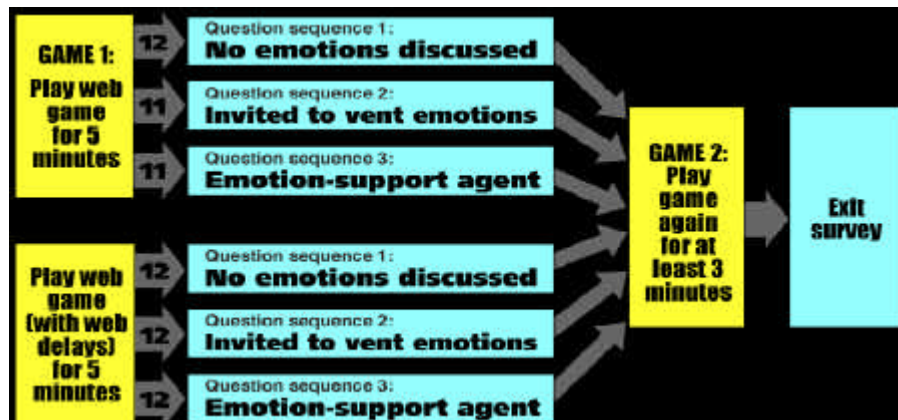 GAME 1:
Play web
game
for 5
minutes
12
Question sequence 1:
No emotions discussed
11
Question sequence 2:
Invited to vent emotions
11
Question sequence 3:
Emotion-support agent
Play web
game
(with web
delays)
for 5
minutes
12
Question sequence 1:
No emotions discussed
12
Question sequence 2:
Invited to vent emotions
12
Question sequence 3:
Emotion-support agent
GAME 2:
Play
game
again
for at
least 3
minutes
Exit
survey